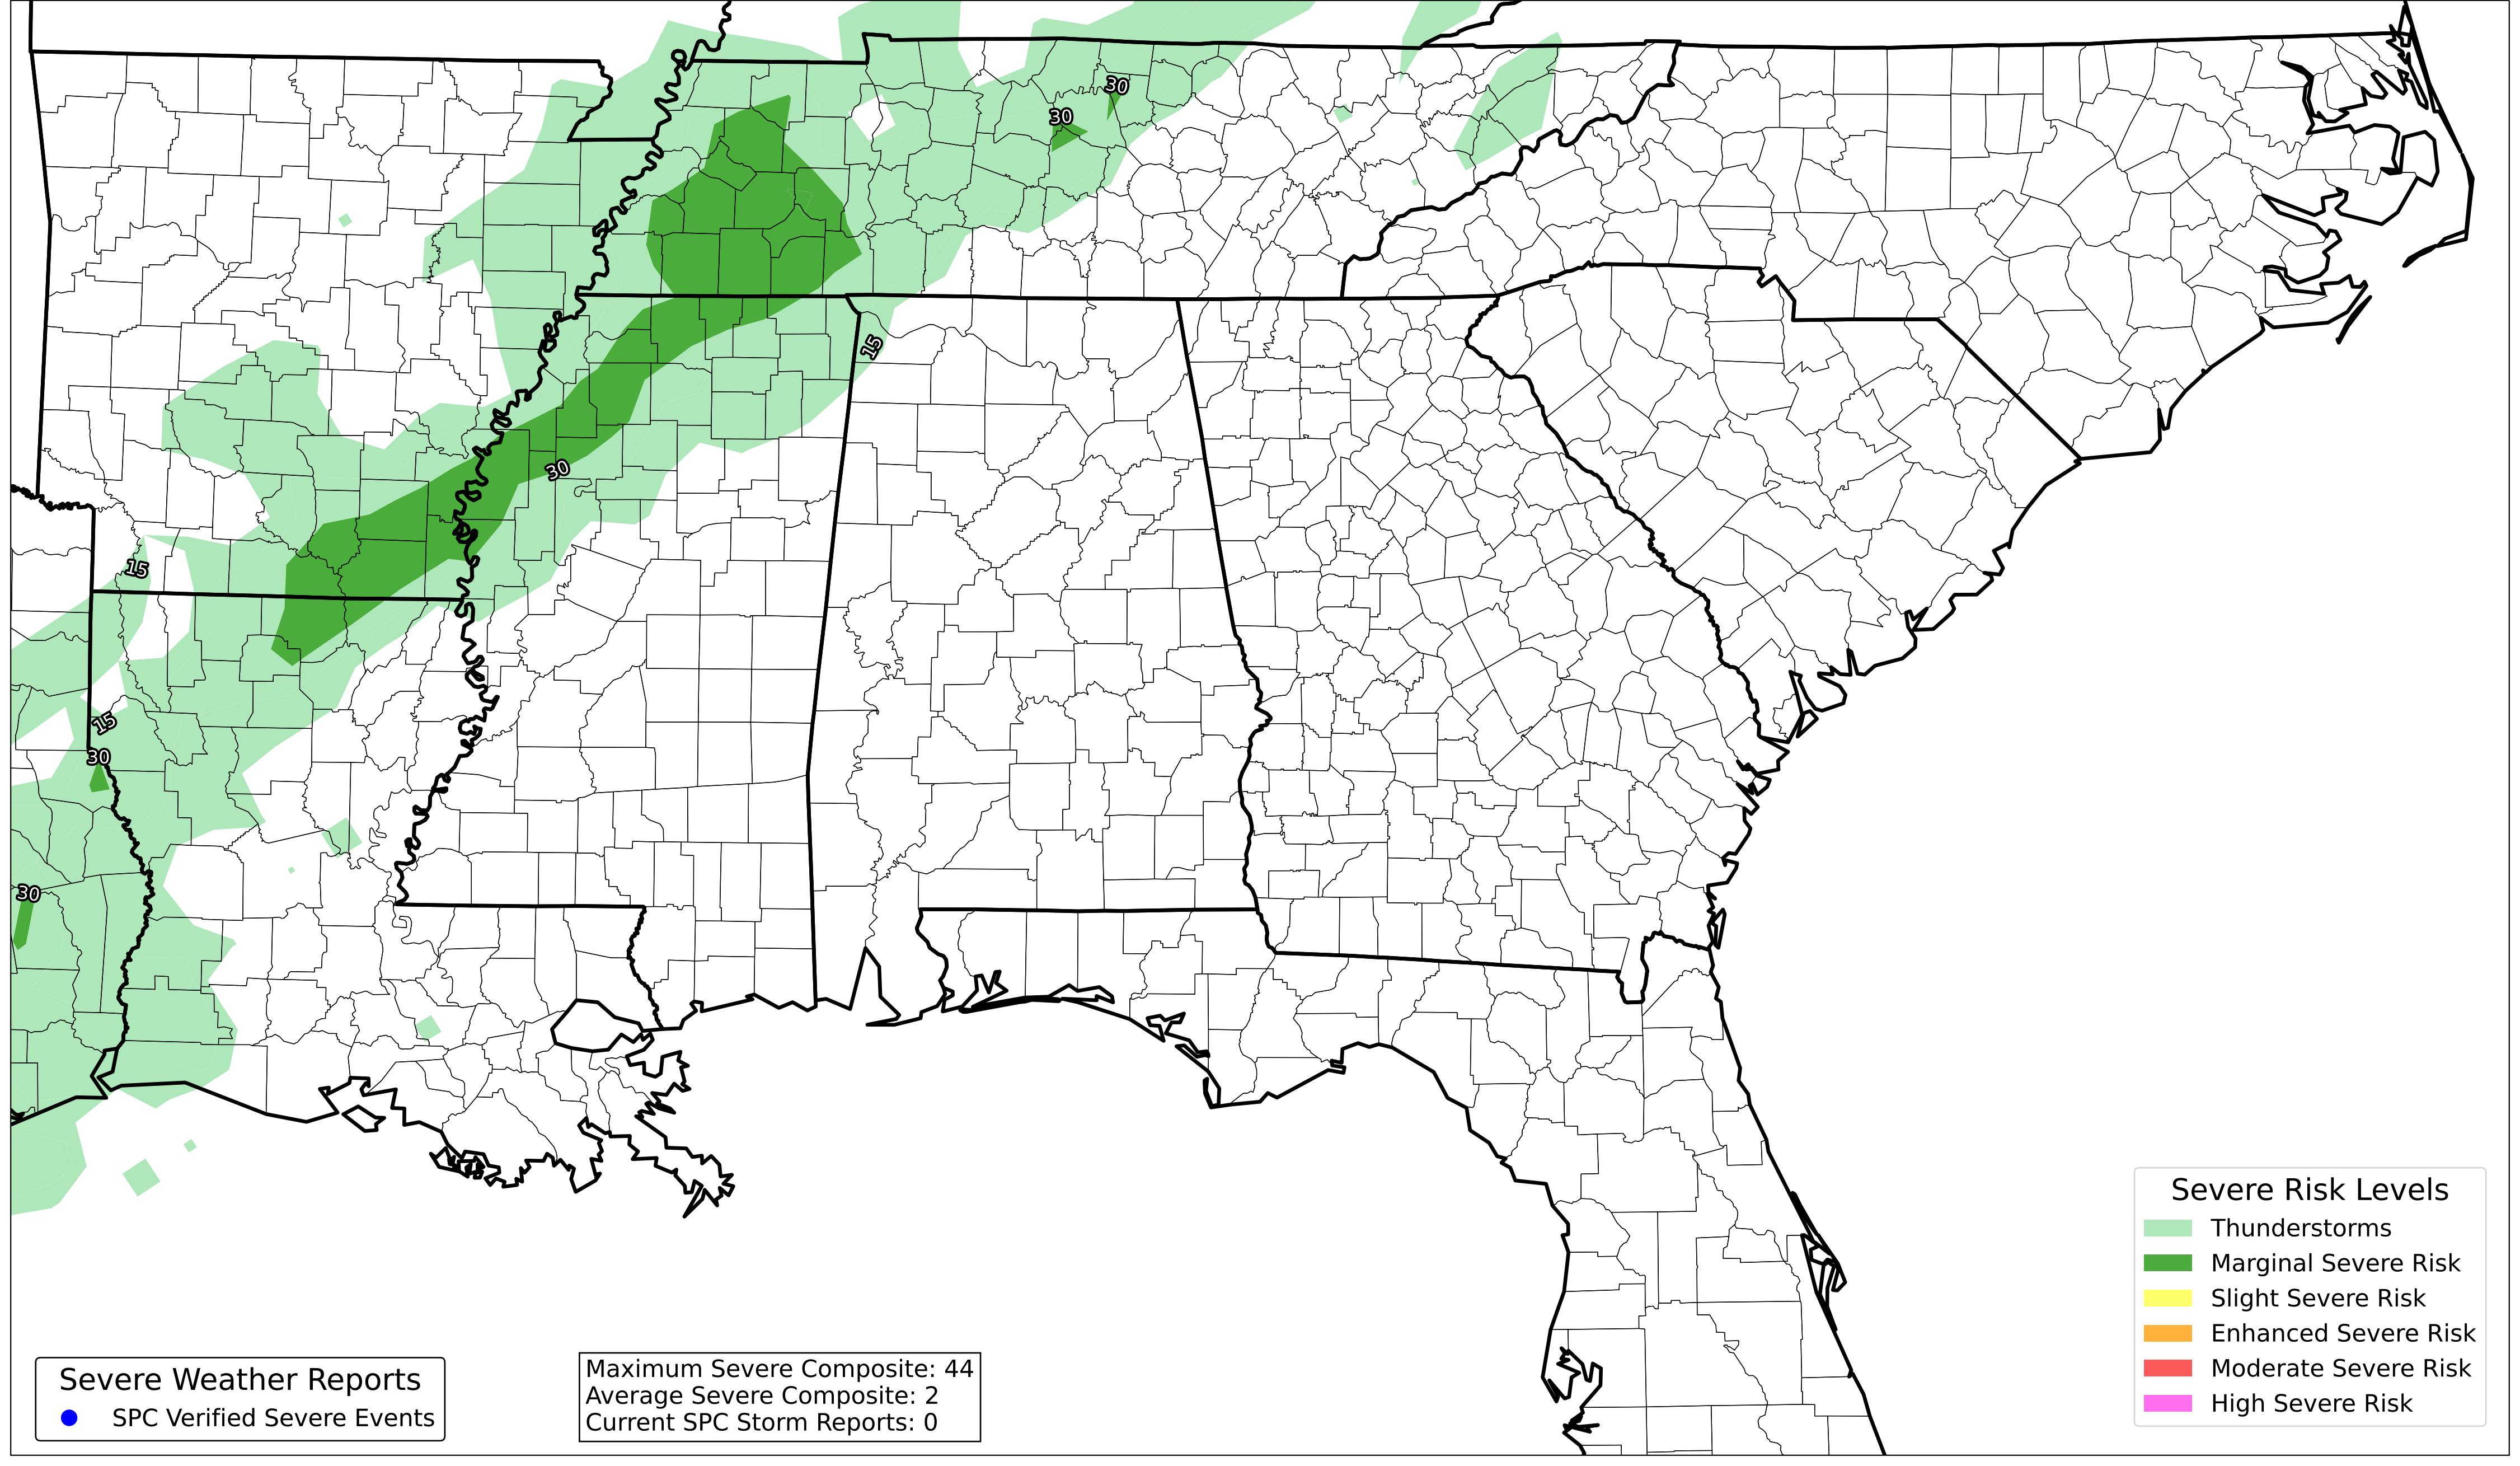 30
30
15
30
15
15
30
30
Severe Risk Levels
Thunderstorms
Marginal Severe Risk
Slight Severe Risk
Enhanced Severe Risk
Moderate Severe Risk
High Severe Risk
Severe Weather Reports
SPC Verified Severe Events
Maximum Severe Composite: 44
Average Severe Composite: 2
Current SPC Storm Reports: 0